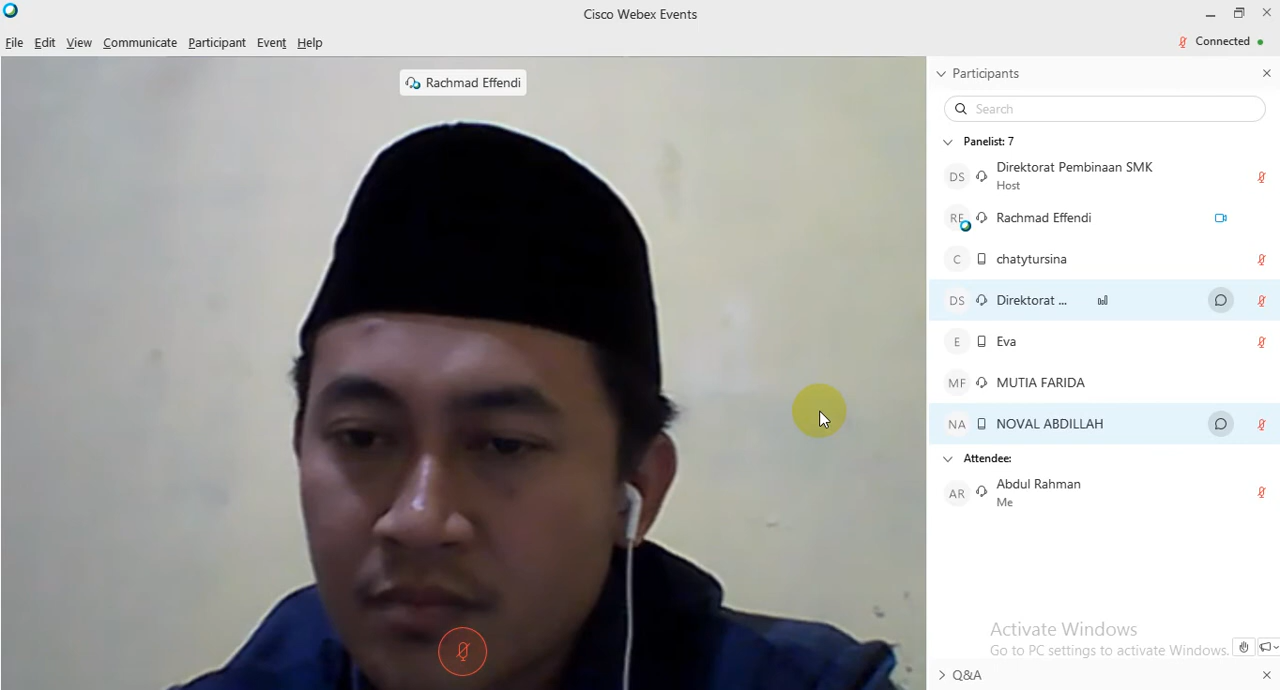 Cisco Webex Events
File Edit View Communicate Participant Event Help
Connected
Rachmad Effendi
Participants
Search
Panelist: 7
DS Direktorat Pembinaan SMK
Host
RE Rachmad Effendi
C chatytursina
DS Direktorat ...
E Eva
MF MUTIA FARIDA
NA NOVAL ABDILLAH
Attendee:
AR Abdul Rahman
Me
Activate Windows
Go to PC settings to activate Windows.
Q&A